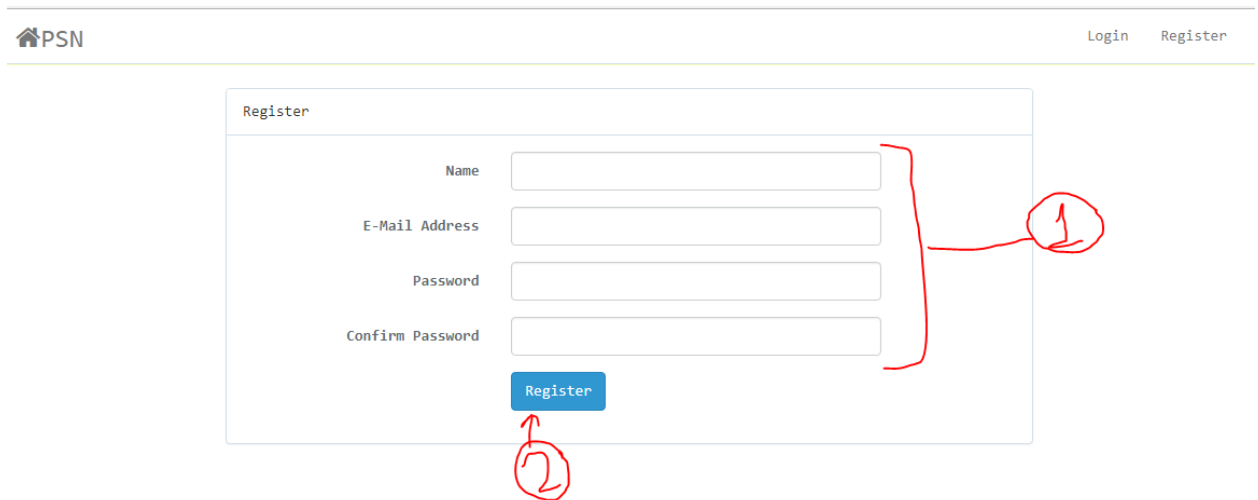 PSN
Login Register
Register
Name
E-Mail Address
1
Password
Confirm Password
Register
2